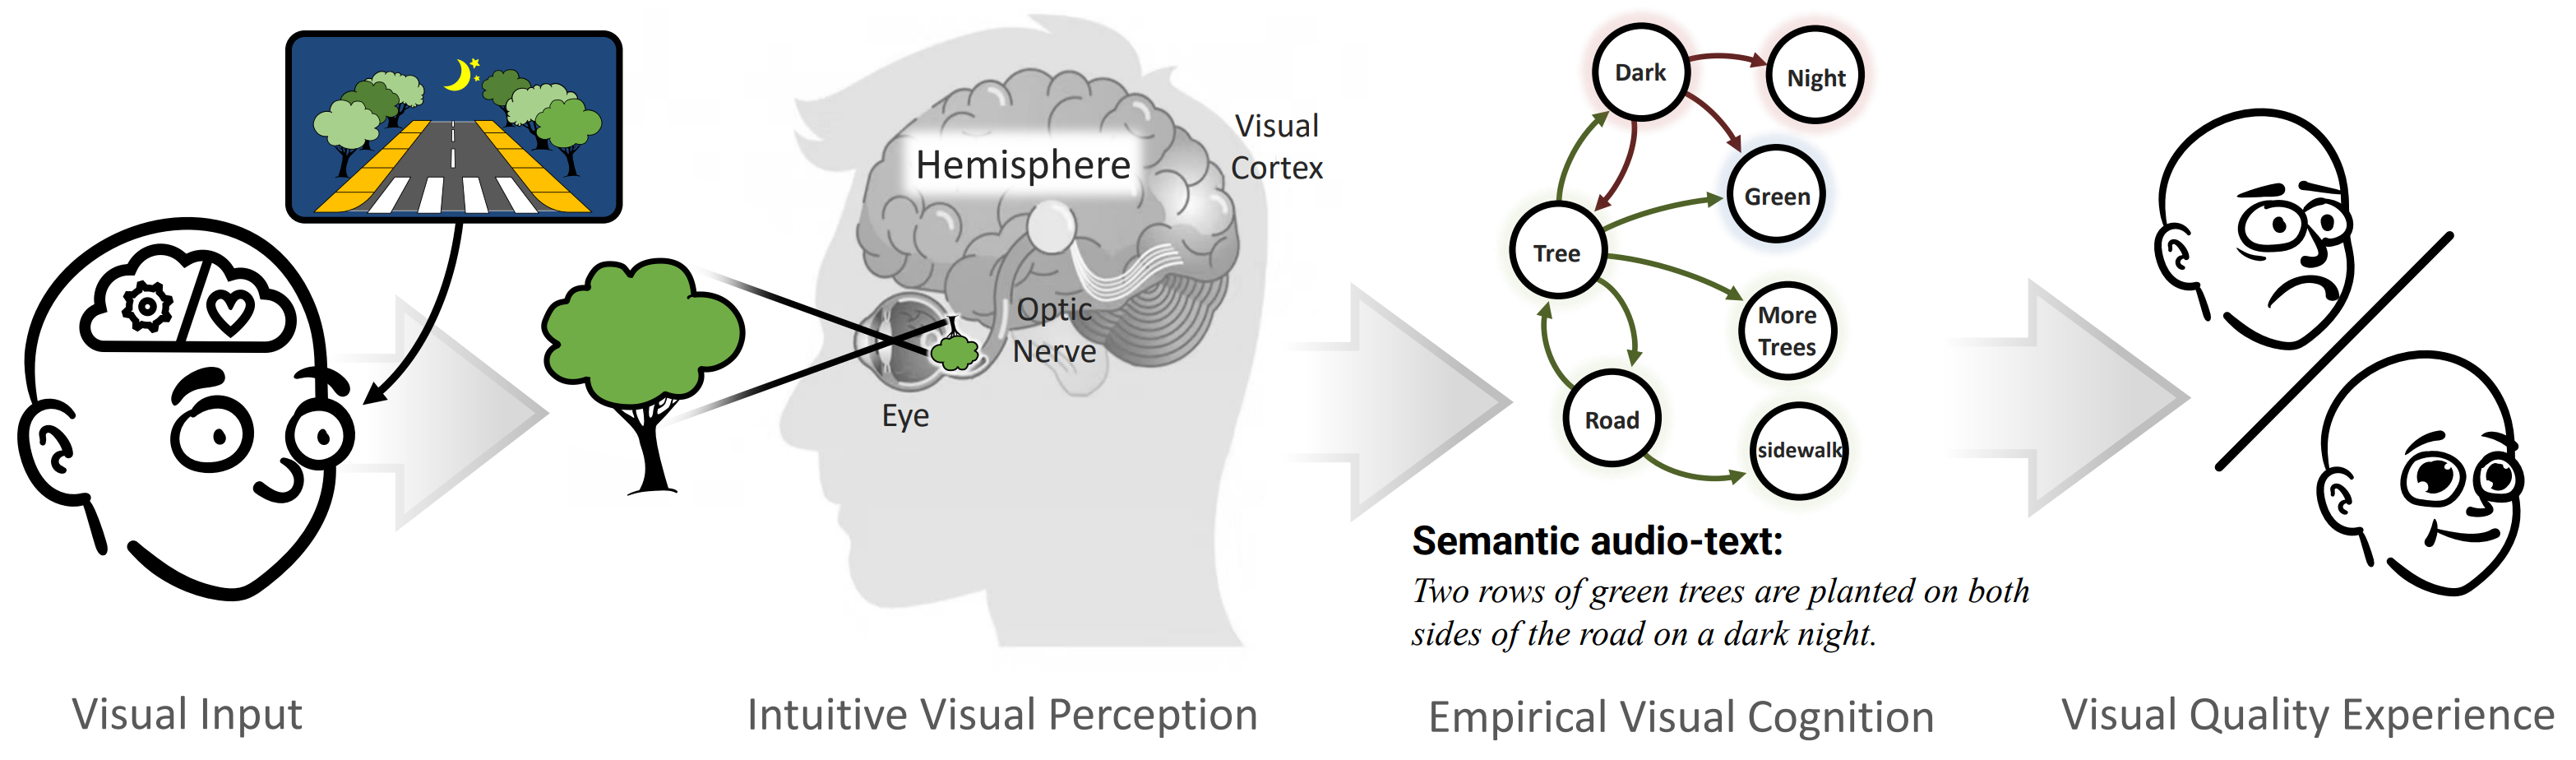 Hemisphere
Visual
Cortex
Optic
Nerve
Eye
Dark
Night
Green
Tree
More
Trees
Road
sidewalk
Semantic audio-text:
Two rows of green trees are planted on both
sides of the road on a dark night.
Visual Input
Intuitive Visual Perception
Empirical Visual Cognition
Visual Quality Experience